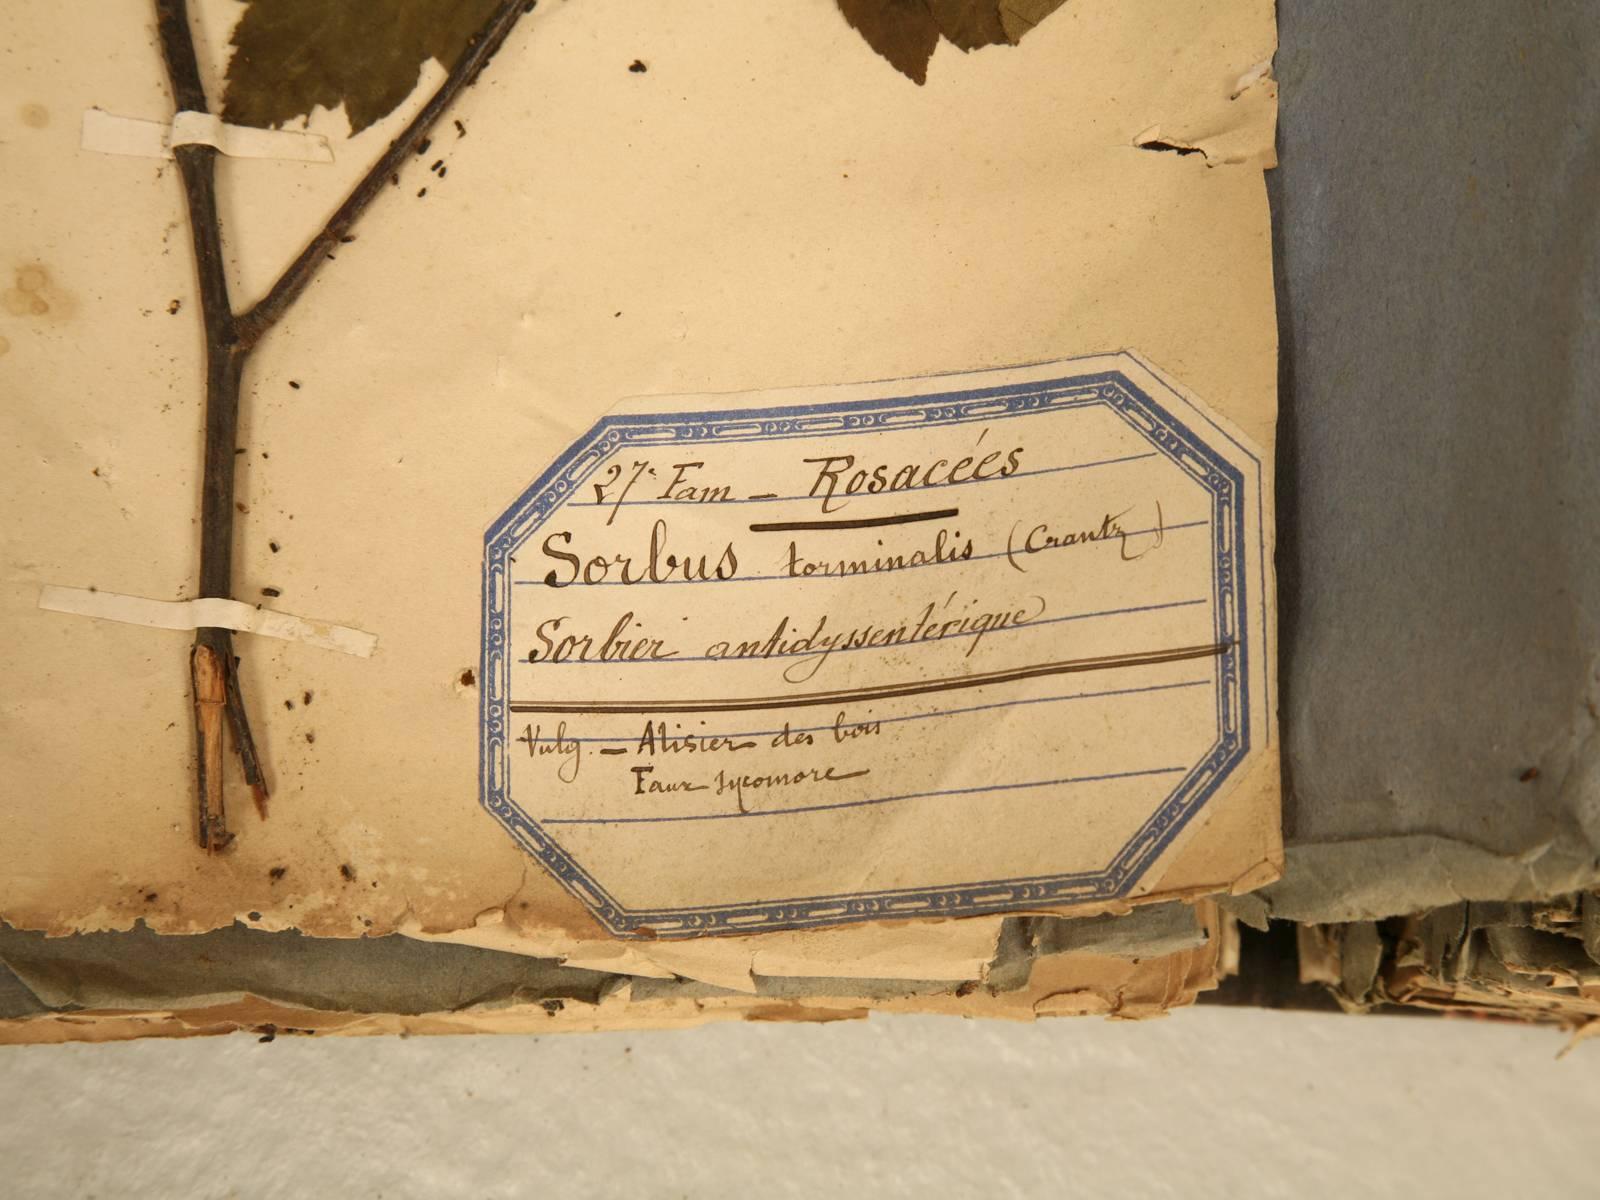 27e Fam - Rosacées
Sorbus torminalis (Crantz)
Sorbier antidyssentérique
Vulg. - Alisier des bois
Faux sycomore